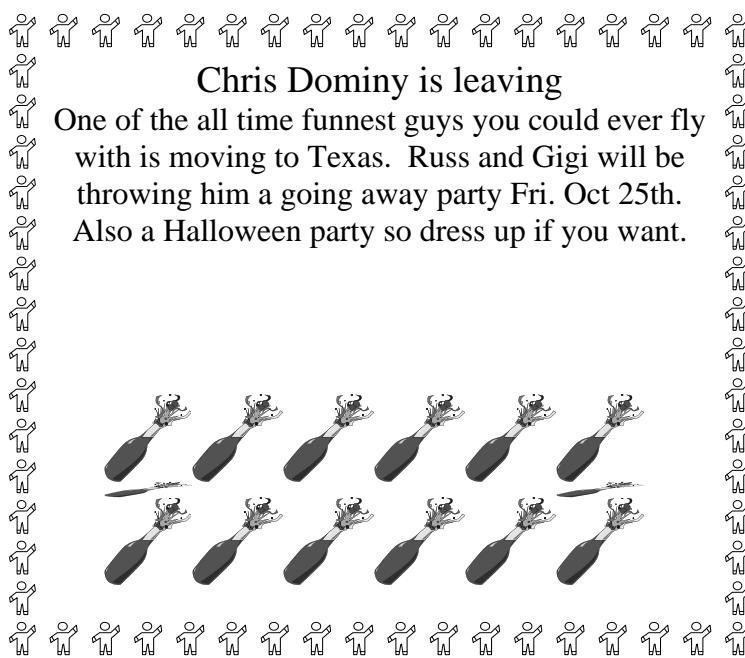 Chris Dominy is leaving
One of the all time funnest guys you could ever fly
with is moving to Texas.  Russ and Gigi will be
throwing him a going away party Fri. Oct 25th.
Also a Halloween party so dress up if you want.